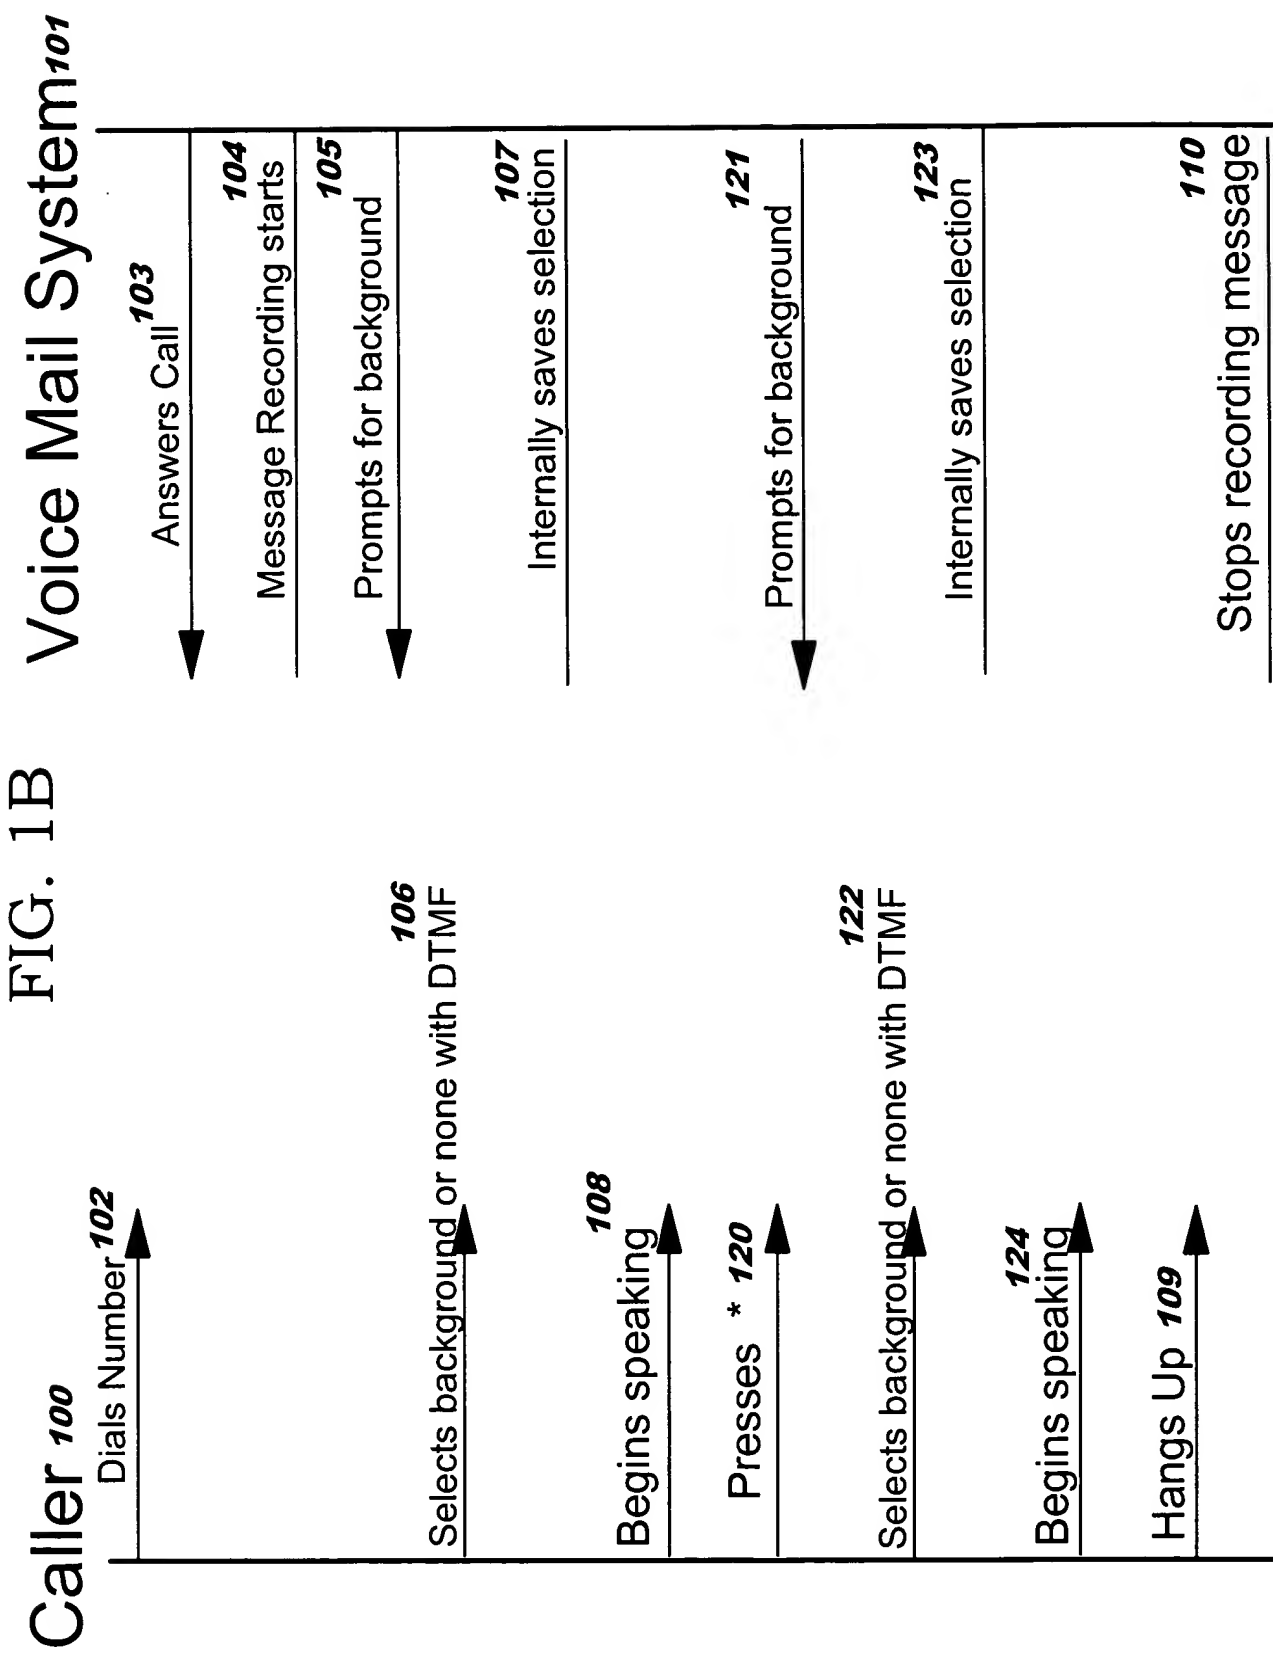 FIG. 1B
Caller 100
Voice Mail System 101
Dials Number 102
Answers Call 103
Message Recording starts 104
Prompts for background 105
Selects background or none with DTMF 106
Internally saves selection 107
Begins speaking 108
Presses * 120
Prompts for background 121
Selects background or none with DTMF 122
Internally saves selection 123
Begins speaking 124
Hangs Up 109
Stops recording message 110